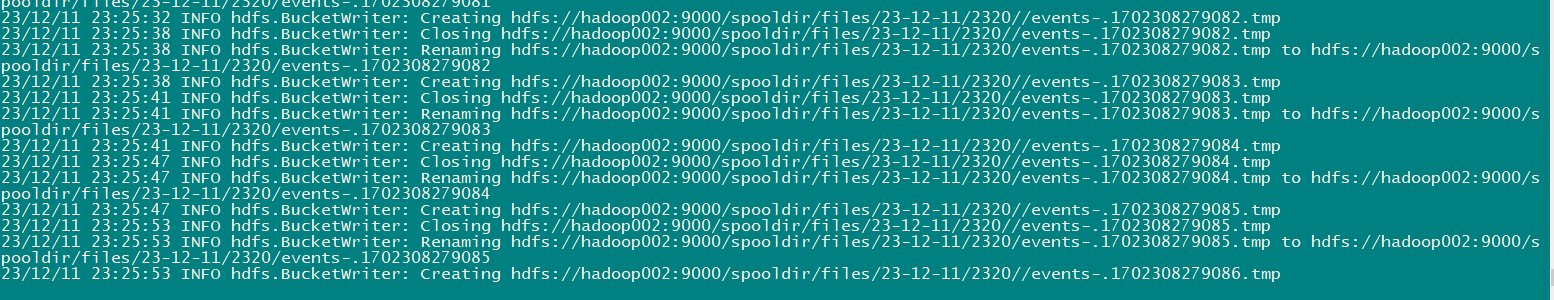 pooldir/files/23-12-11/2320/events-.1702308279081
23/12/11 23:25:32 INFO hdfs.BucketWriter: Creating hdfs://hadoop002:9000/spooldir/files/23-12-11/2320//events-.1702308279082.tmp
23/12/11 23:25:38 INFO hdfs.BucketWriter: Closing hdfs://hadoop002:9000/spooldir/files/23-12-11/2320//events-.1702308279082.tmp
23/12/11 23:25:38 INFO hdfs.BucketWriter: Renaming hdfs://hadoop002:9000/spooldir/files/23-12-11/2320/events-.1702308279082.tmp to hdfs://hadoop002:9000/s
pooldir/files/23-12-11/2320/events-.1702308279082
23/12/11 23:25:38 INFO hdfs.BucketWriter: Creating hdfs://hadoop002:9000/spooldir/files/23-12-11/2320//events-.1702308279083.tmp
23/12/11 23:25:41 INFO hdfs.BucketWriter: Closing hdfs://hadoop002:9000/spooldir/files/23-12-11/2320//events-.1702308279083.tmp
23/12/11 23:25:41 INFO hdfs.BucketWriter: Renaming hdfs://hadoop002:9000/spooldir/files/23-12-11/2320/events-.1702308279083.tmp to hdfs://hadoop002:9000/s
pooldir/files/23-12-11/2320/events-.1702308279083
23/12/11 23:25:41 INFO hdfs.BucketWriter: Creating hdfs://hadoop002:9000/spooldir/files/23-12-11/2320//events-.1702308279084.tmp
23/12/11 23:25:47 INFO hdfs.BucketWriter: Closing hdfs://hadoop002:9000/spooldir/files/23-12-11/2320//events-.1702308279084.tmp
23/12/11 23:25:47 INFO hdfs.BucketWriter: Renaming hdfs://hadoop002:9000/spooldir/files/23-12-11/2320/events-.1702308279084.tmp to hdfs://hadoop002:9000/s
pooldir/files/23-12-11/2320/events-.1702308279084
23/12/11 23:25:47 INFO hdfs.BucketWriter: Creating hdfs://hadoop002:9000/spooldir/files/23-12-11/2320//events-.1702308279085.tmp
23/12/11 23:25:53 INFO hdfs.BucketWriter: Closing hdfs://hadoop002:9000/spooldir/files/23-12-11/2320//events-.1702308279085.tmp
23/12/11 23:25:53 INFO hdfs.BucketWriter: Renaming hdfs://hadoop002:9000/spooldir/files/23-12-11/2320/events-.1702308279085.tmp to hdfs://hadoop002:9000/s
pooldir/files/23-12-11/2320/events-.1702308279085
23/12/11 23:25:53 INFO hdfs.BucketWriter: Creating hdfs://hadoop002:9000/spooldir/files/23-12-11/2320//events-.1702308279086.tmp